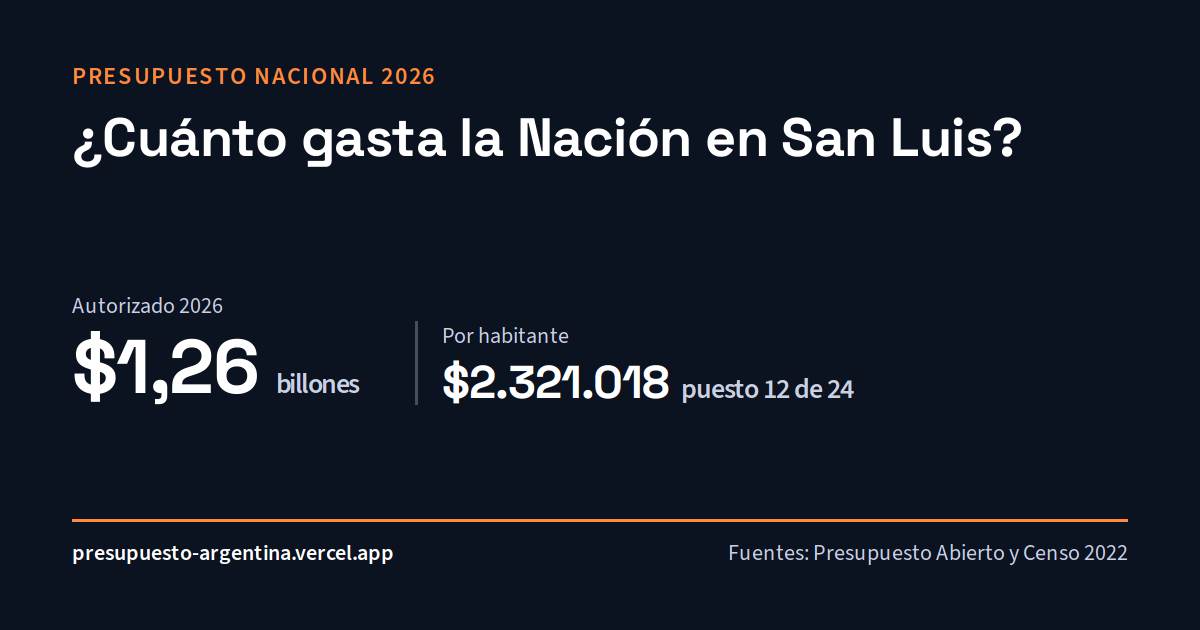 PRESUPUESTO NACIONAL 2026
¿Cuánto gasta la Nación en San Luis?
Autorizado 2026
$1,26 billones
Por habitante
$2.321.018 puesto 12 de 24
presupuesto-argentina.vercel.app
Fuentes: Presupuesto Abierto y Censo 2022